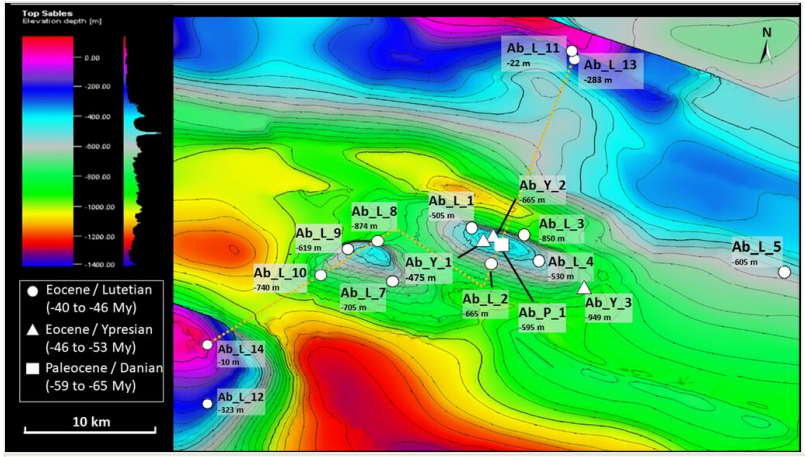 Top Sables
Elevation depth [m]
0.00
-200.00
-400.00
-600.00
-800.00
-1000.00
-1200.00
-1400.00
Eocene / Lutetian
(-40 to -46 My)
Eocene / Ypresian
(-46 to -53 My)
Paleocene / Danian
(-59 to -65 My)
10 km
N
Ab_L_11
-22 m
Ab_L_13
-283 m
Ab_Y_2
-665 m
Ab_L_1
-505 m
Ab_L_8
-874 m
Ab_L_3
-850 m
Ab_L_9
-619 m
Ab_L_5
-605 m
Ab_Y_1
-475 m
Ab_L_4
-530 m
Ab_L_10
-740 m
Ab_L_7
-705 m
Ab_L_2
-665 m
Ab_P_1
-595 m
Ab_Y_3
-949 m
Ab_L_14
-10 m
Ab_L_12
-323 m